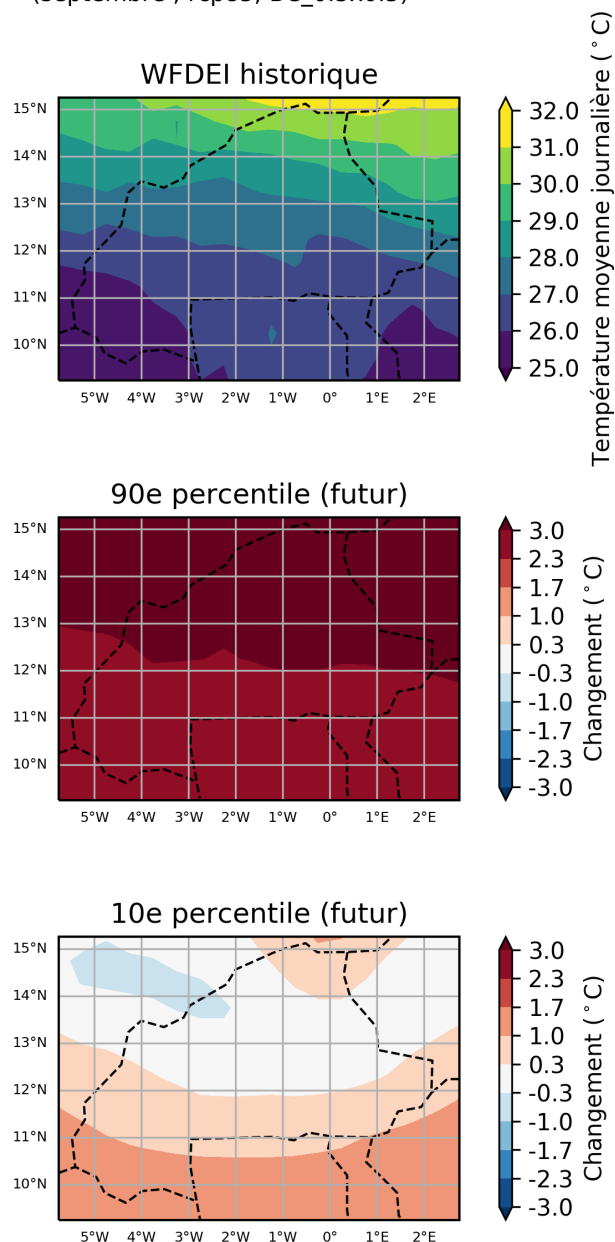 (septembre , rcp85, BC_0.5x0.5)
WFDEI historique
15°N
14°N
13°N
12°N
11°N
10°N
5°W 4°W 3°W 2°W 1°W 0° 1°E 2°E
32.0
31.0
30.0
29.0
28.0
27.0
26.0
25.0
Température moyenne journalière (°C)
90e percentile (futur)
15°N
14°N
13°N
12°N
11°N
10°N
5°W 4°W 3°W 2°W 1°W 0° 1°E 2°E
3.0
2.3
1.7
1.0
0.3
-0.3
-1.0
-1.7
-2.3
-3.0
Changement (°C)
10e percentile (futur)
15°N
14°N
13°N
12°N
11°N
10°N
5°W 4°W 3°W 2°W 1°W 0° 1°E 2°E
3.0
2.3
1.7
1.0
0.3
-0.3
-1.0
-1.7
-2.3
-3.0
Changement (°C)